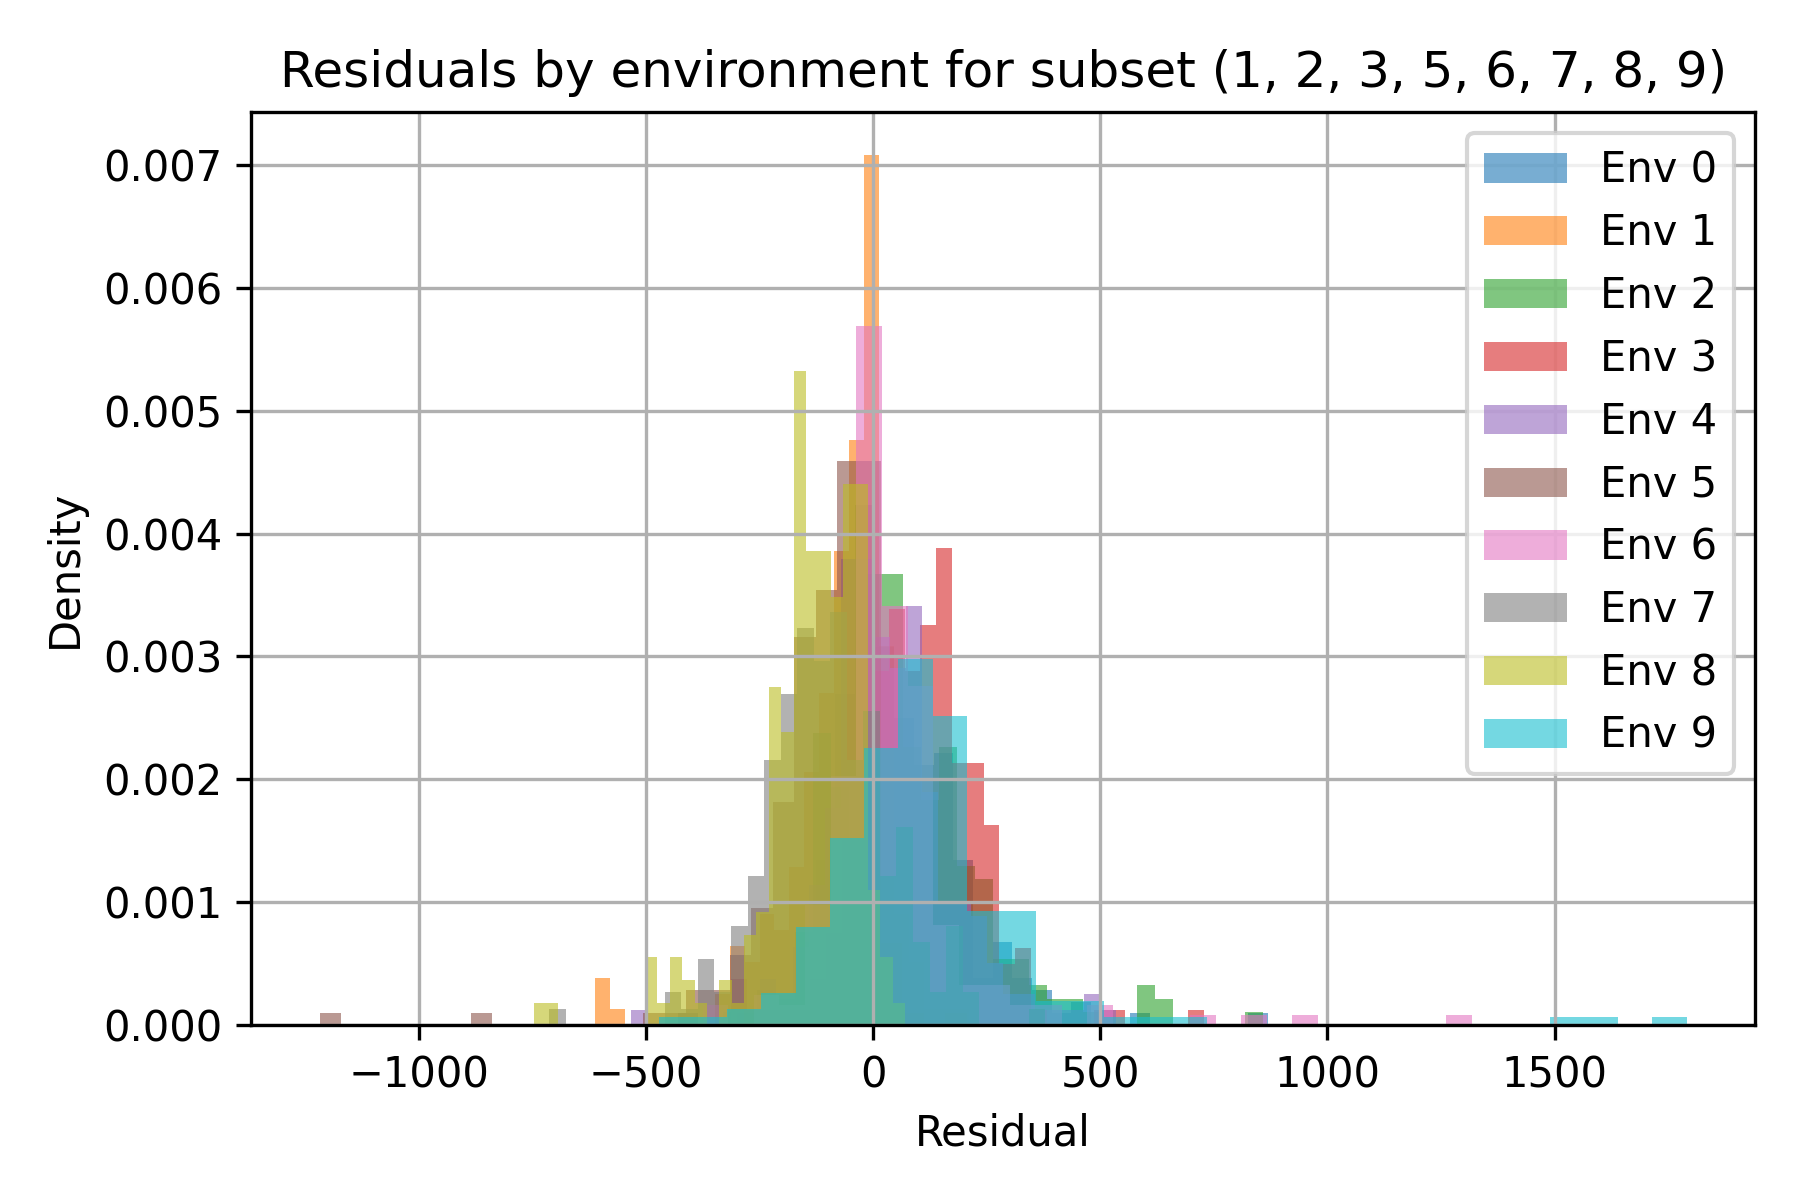 Residuals by environment for subset (1, 2, 3, 5, 6, 7, 8, 9)
0.007
0.006
0.005
0.004
0.003
0.002
0.001
0.000
Density
Env 0
Env 1
Env 2
Env 3
Env 4
Env 5
Env 6
Env 7
Env 8
Env 9
−1000 −500 0 500 1000 1500
Residual